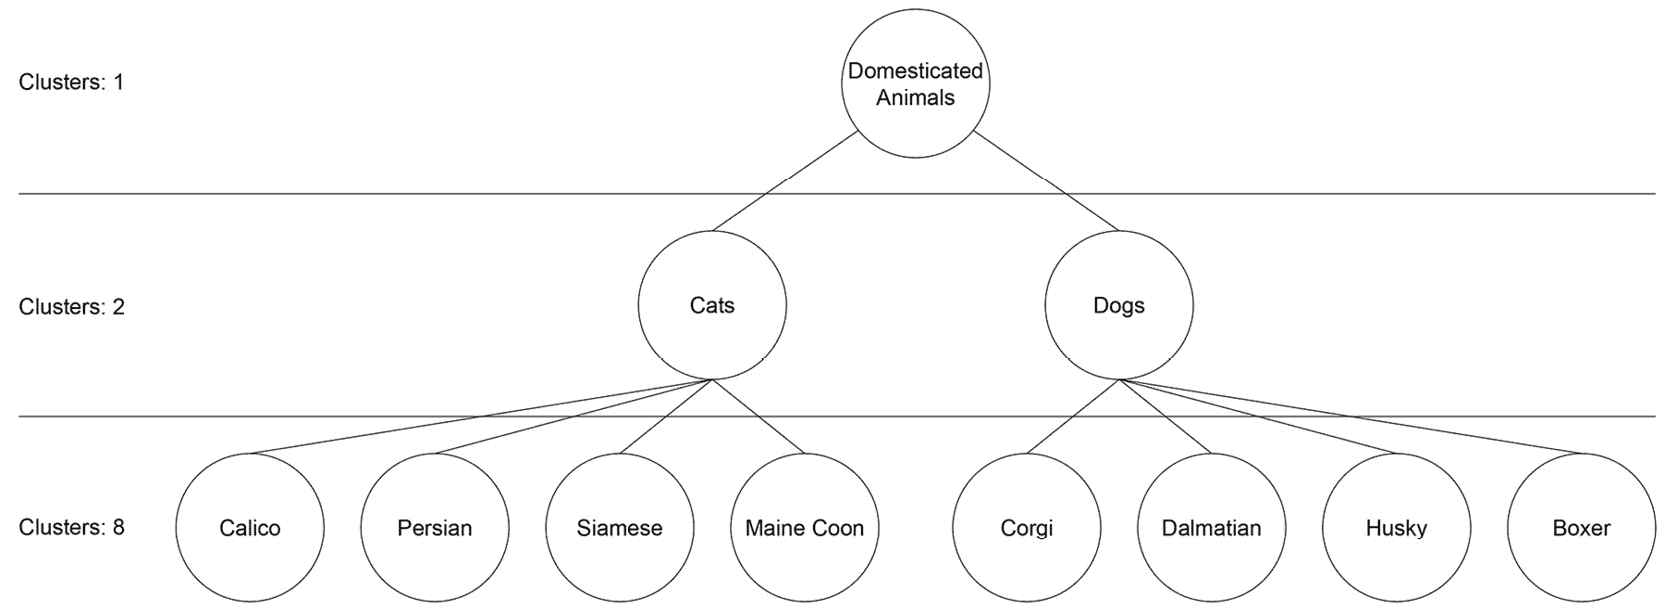 Clusters: 1
Domesticated
Animals
Clusters: 2
Cats
Dogs
Clusters: 8
Calico
Persian
Siamese
Maine Coon
Corgi
Dalmatian
Husky
Boxer